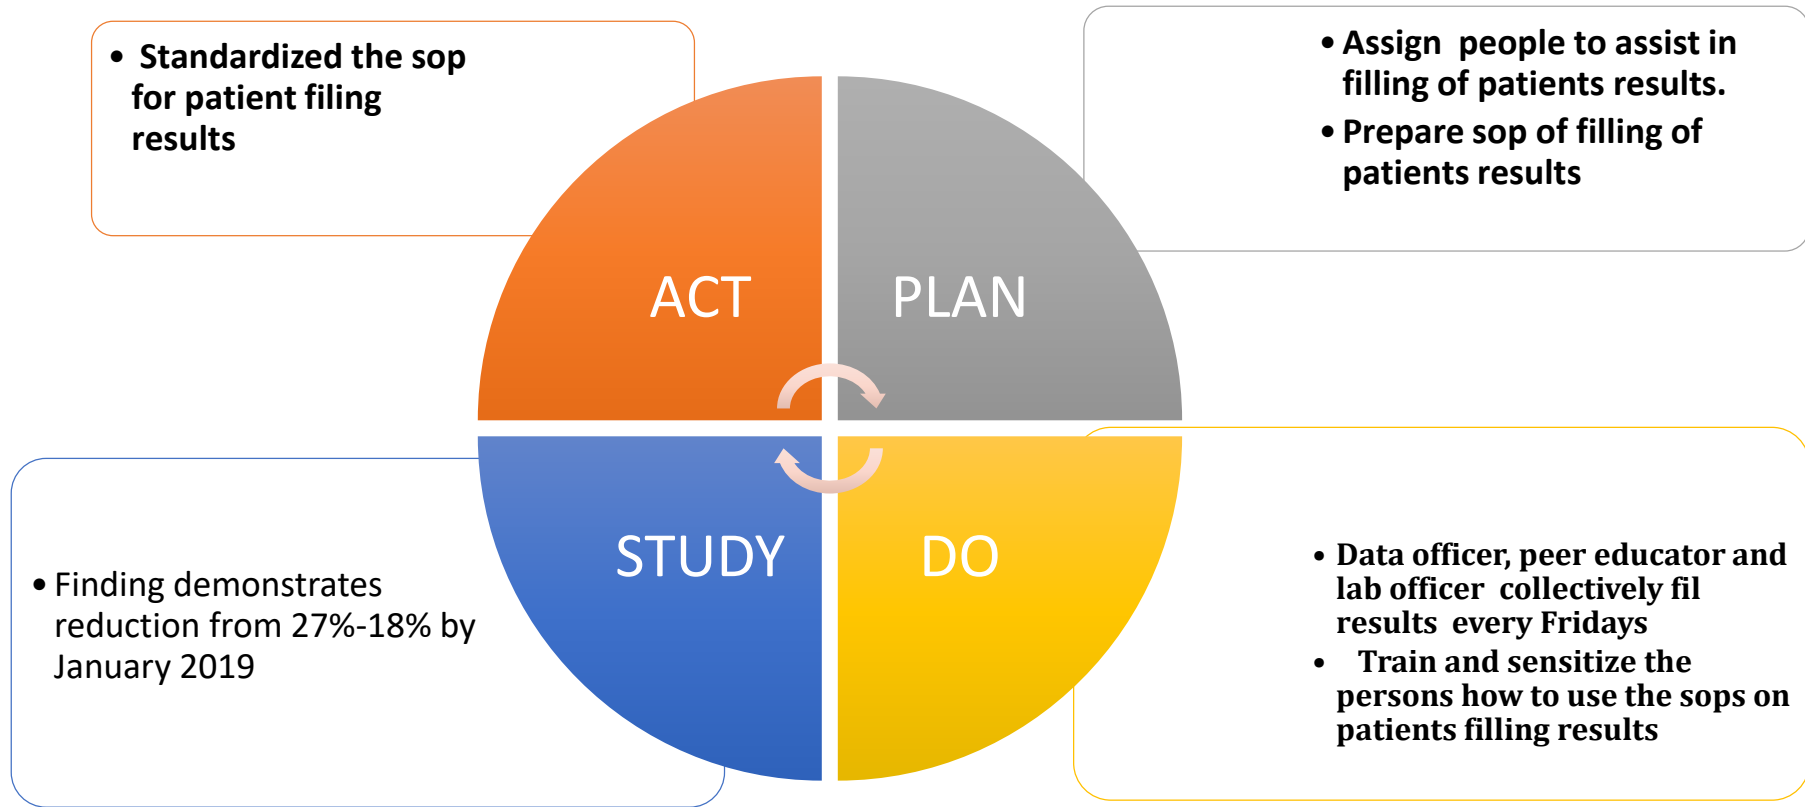 • Standardized the sop
for patient filing
results
• Assign people to assist in
filling of patients results.
• Prepare sop of filling of
patients results
ACT
PLAN
STUDY
DO
• Finding demonstrates
reduction from 27%-18% by
January 2019
• Data officer, peer educator and
lab officer collectively fil
results every Fridays
• Train and sensitize the
persons how to use the sops on
patients filling results